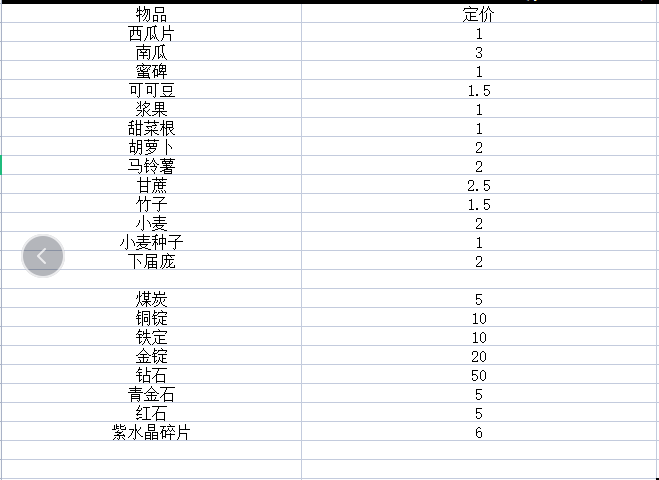 物品 定价
西瓜片 1
南瓜 3
蜜碑 1
可可豆 1.5
浆果 1
甜菜根 1
胡萝卜 2
马铃薯 2
甘蔗 2.5
竹子 1.5
小麦 2
小麦种子 1
下届庞 2
煤炭 5
铜锭 10
铁定 10
金锭 20
钻石 50
青金石 5
红石 5
紫水晶碎片 6